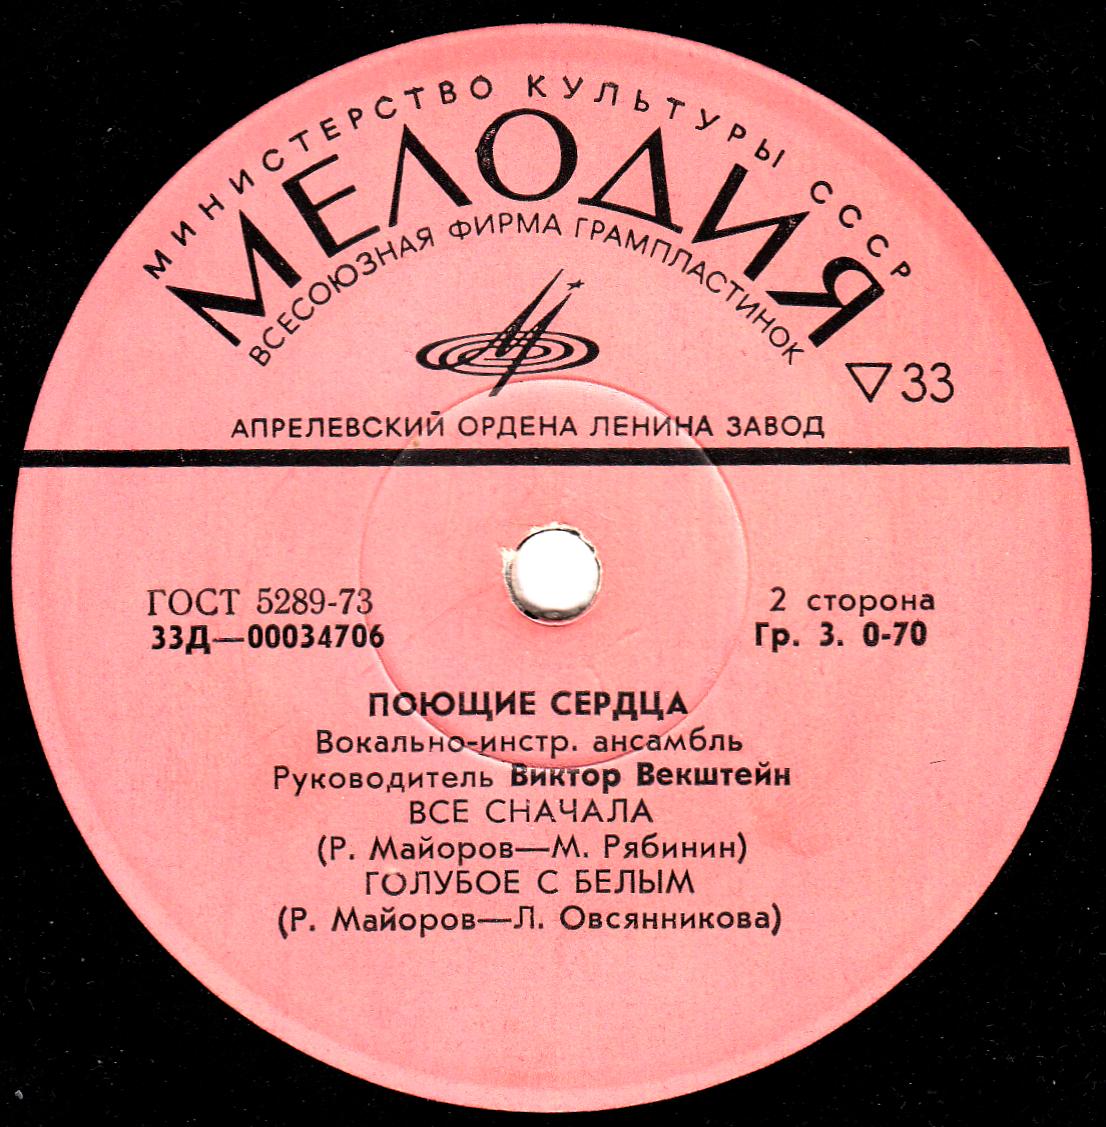 МИНИСТЕРСТВО КУЛЬТУРЫ СССР
МЕЛОДИЯ
ВСЕСОЮЗНАЯ ФИРМА ГРАМПЛАСТИНОК
33
АПРЕЛЕВСКИЙ ОРДЕНА ЛЕНИНА ЗАВОД
ГОСТ 5289-73
33Д—00034706
2 сторона
Гр. 3. 0-70
ПОЮЩИЕ СЕРДЦА
Вокально-инстр. ансамбль
Руководитель Виктор Векштейн
ВСЕ СНАЧАЛА
(Р. Майоров—М. Рябинин)
ГОЛУБОЕ С БЕЛЫМ
(Р. Майоров—Л. Овсянникова)